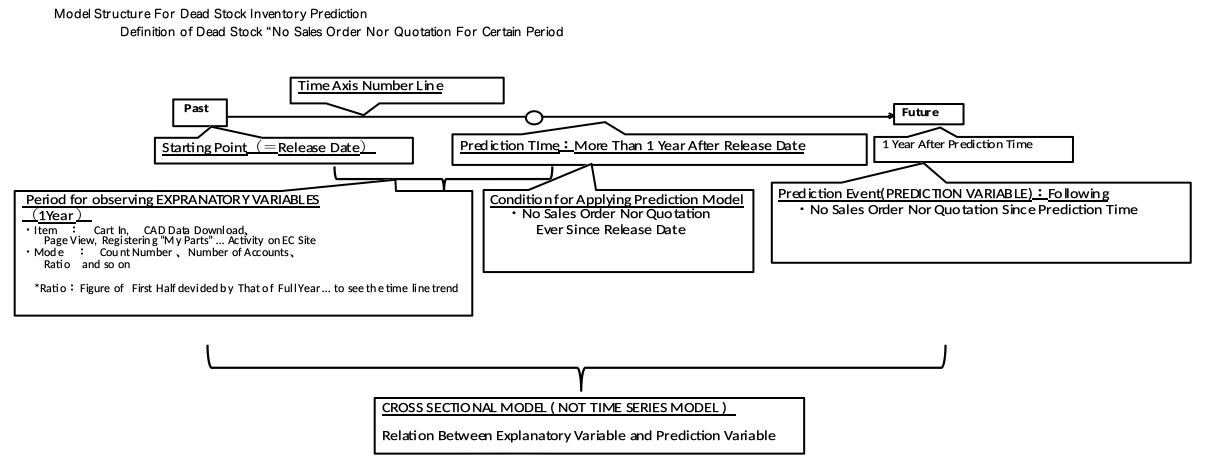 Model Structure For Dead Stock Inventory Prediction
Definition of Dead Stock “No Sales Order Nor Quotation For Certain Period
Time Axis Number Line
Past
Future
Starting Point（＝Release Date）
Prediction TIme：More Than 1 Year After Release Date
1 Year After Prediction Time
Period for observing EXPRANATORY VARIABLES
（1Year）
・Item ： Cart In, CAD Data Download、
Page View, Registering “My Parts” … Activity on EC Site
・Mode ： Count Number 、Number of Accounts、
Ratio and so on
*Ratio：Figure of First Half devided by That of Full Year… to see the time line trend
Condition for Applying Prediction Model
・No Sales Order Nor Quotation
Ever Since Release Date
Prediction Event(PREDICTION VARIABLE)：Following
・No Sales Order Nor Quotation Since Prediction Time
CROSS SECTIONAL MODEL ( NOT TIME SERIES MODEL )
Relation Between Explanatory Variable and Prediction Variable